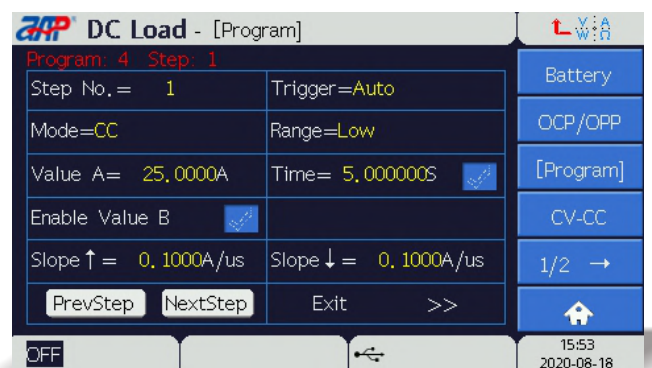 ZAP DC Load - [Program]
Program: 4 Step: 1
Step No.= 1 Trigger=Auto
Mode=CC Range=Low
Value A= 25.0000A Time= 5.000000S
Enable Value B
Slope↑= 0.1000A/us Slope↓= 0.1000A/us
PrevStep NextStep Exit >>
OFF
V A
W Ω
Battery
OCP/OPP
[Program]
CV-CC
1/2 →
15:53
2020-08-18